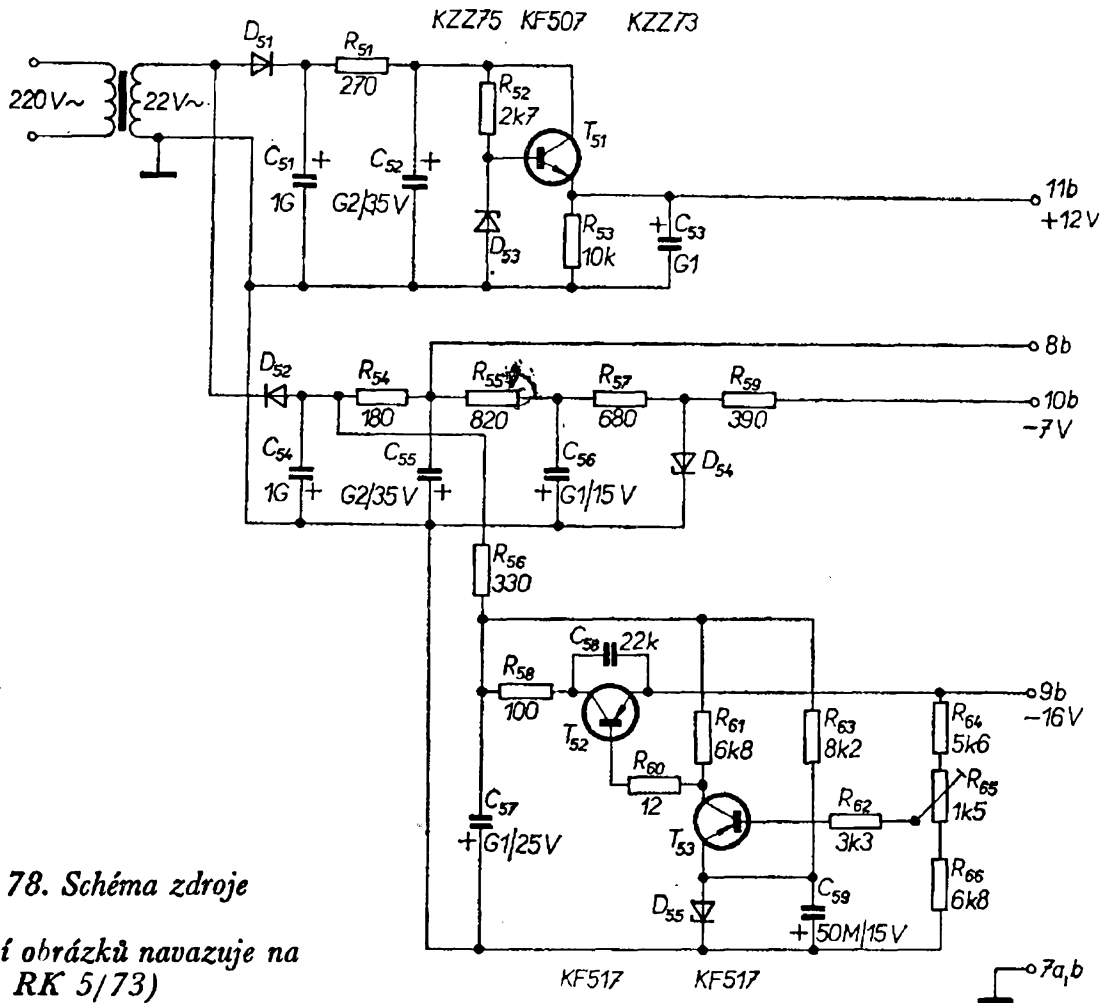 KZZ75 KF507 KZZ73
D51
R51
270
220V~
22V~
R52
2k7
T51
C51
+
1G
C52
+
G2/35V
D53
R53
10k
+
C53
G1
11b
+12V
8b
D52
R54
180
R55
820
R57
680
R59
390
10b
-7V
C54
1G
+
C55
G2/35V
+
C56
+
G1/15V
D54
R56
330
C58
22k
R58
100
T52
R61
6k8
R63
8k2
9b
-16V
R64
5k6
R65
1k5
R60
12
R62
3k3
T53
C57
+
G1/25V
R66
6k8
D55
C59
+
50M/15V
KF517 KF517
7a,b
78. Schéma zdroje
í obrázků navazuje na
RK 5/73)